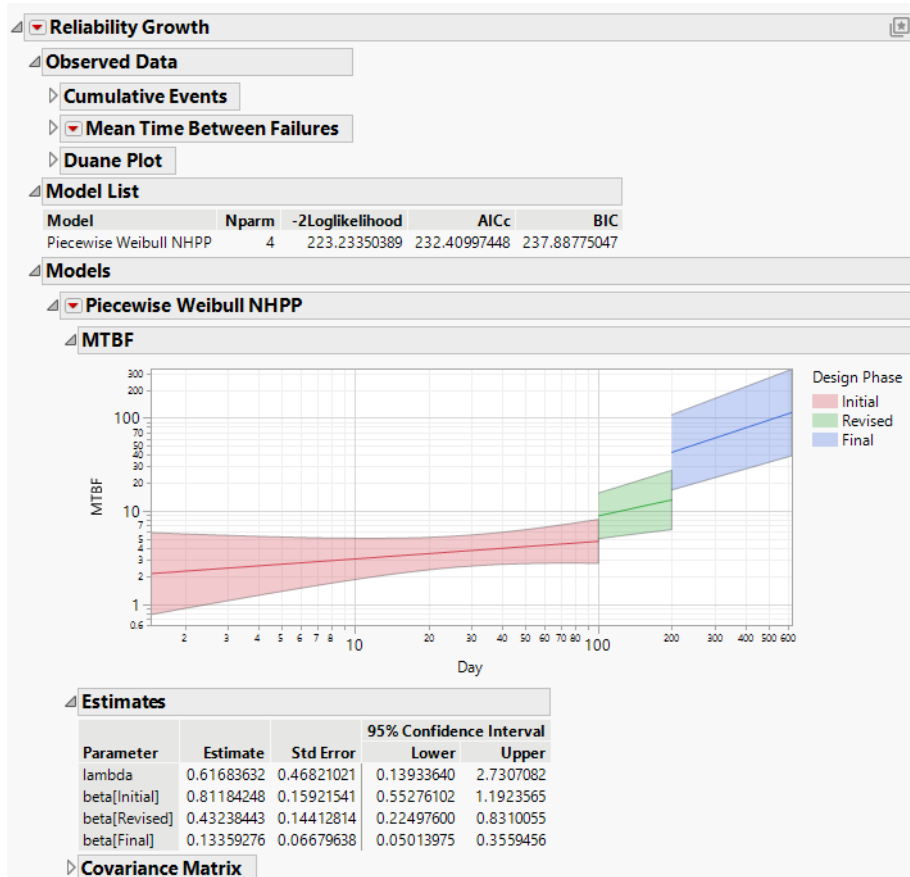 Reliability Growth
Observed Data
Cumulative Events
Mean Time Between Failures
Duane Plot
Model List
Model Nparm -2Loglikelihood AICc BIC
Piecewise Weibull NHPP 4 223.23350389 232.40997448 237.88775047
Models
Piecewise Weibull NHPP
MTBF
300
200
100
70
50
40
30
20
10
7
5
4
3
2
1
0.6
MTBF
2 3 4 5 6 7 8 10 20 30 40 50 60 70 80 100 200 300 400 500 600
Day
Design Phase
Initial
Revised
Final
Estimates
95% Confidence Interval
Parameter Estimate Std Error Lower Upper
lambda 0.61683632 0.46821021 0.13933640 2.7307082
beta[Initial] 0.81184248 0.15921541 0.55276102 1.1923565
beta[Revised] 0.43238443 0.14412814 0.22497600 0.8310055
beta[Final] 0.13359276 0.06679638 0.05013975 0.3559456
Covariance Matrix